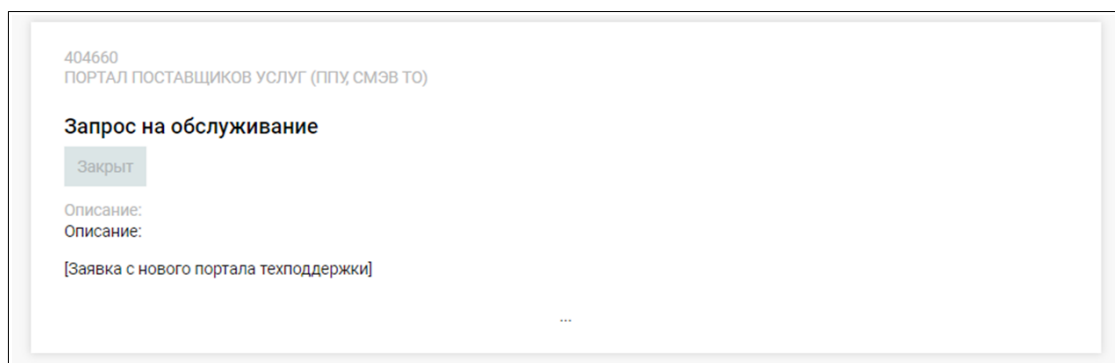 404660
ПОРТАЛ ПОСТАВЩИКОВ УСЛУГ (ППУ, СМЭВ ТО)
Запрос на обслуживание
Закрыт
Описание:
Описание:
[Заявка с нового портала техподдержки]
...